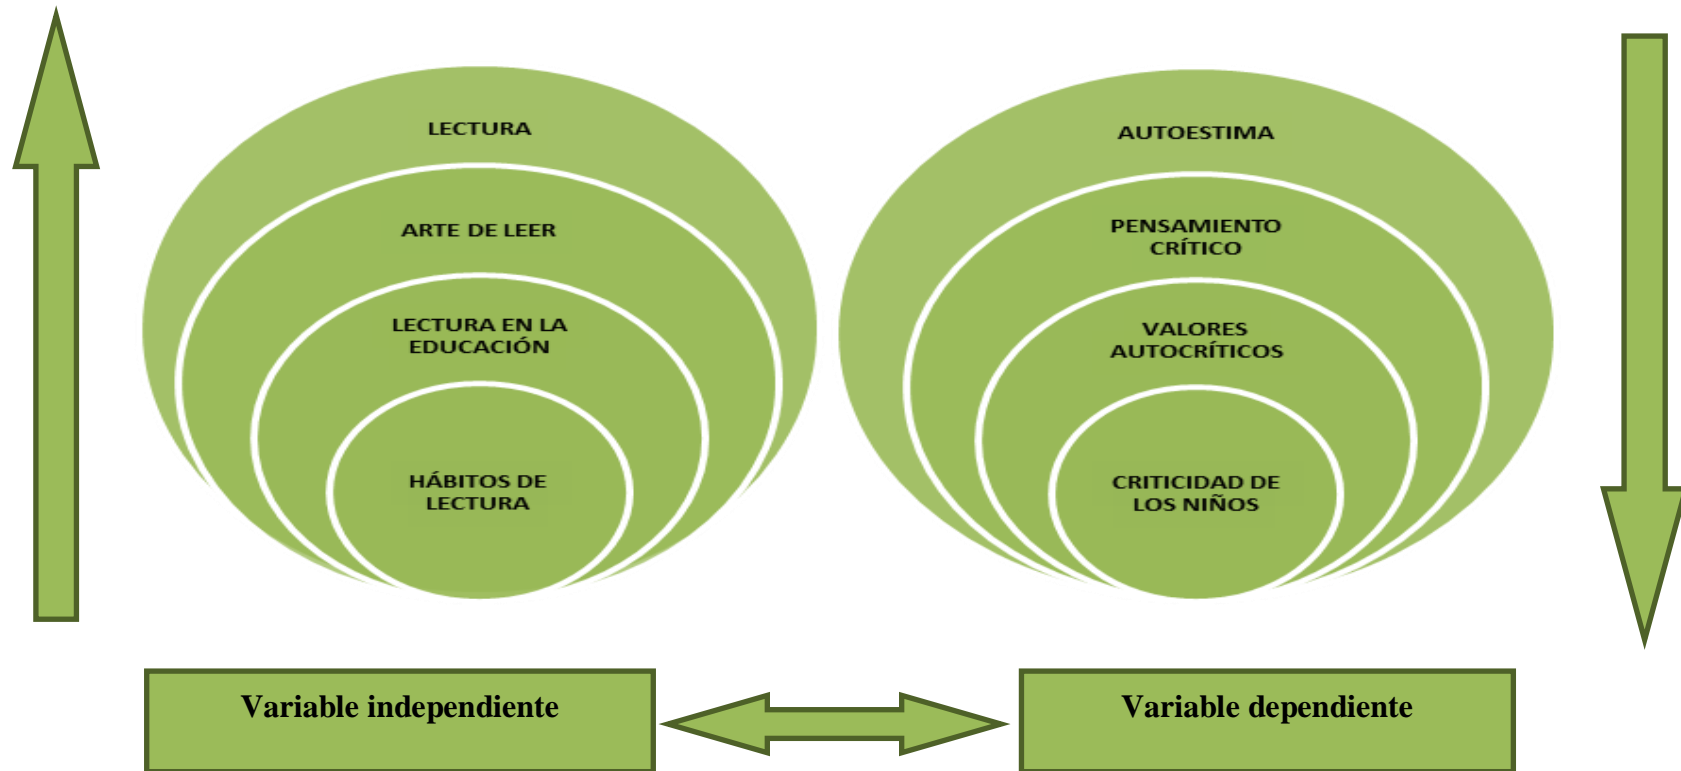 LECTURA
ARTE DE LEER
LECTURA EN LA
EDUCACIÓN
HÁBITOS DE
LECTURA
AUTOESTIMA
PENSAMIENTO
CRÍTICO
VALORES
AUTOCRÍTICOS
CRITICIDAD DE
LOS NIÑOS
Variable independiente
Variable dependiente